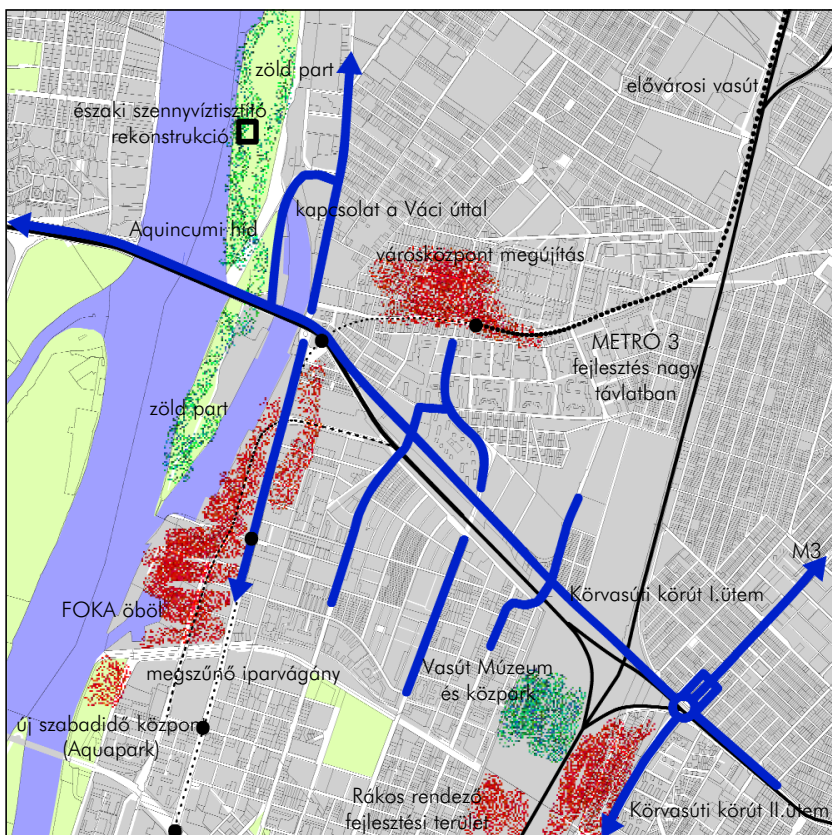 zöld part
elővárosi vasút
északi szennyvíztisztító
rekonstrukció
kapcsolat a Váci úttal
Aquincumi híd
városközpont megújítás
METRÓ 3
fejlesztés nagy
távlatban
zöld part
M3
Körvasúti körút I.ütem
FOKA öböl
megszűnő iparvágány
Vasút Múzeum
és közpark
új szabadidő központ
(Aquapark)
Rákos rendező
fejlesztési terület
Körvasúti körút II.ütem